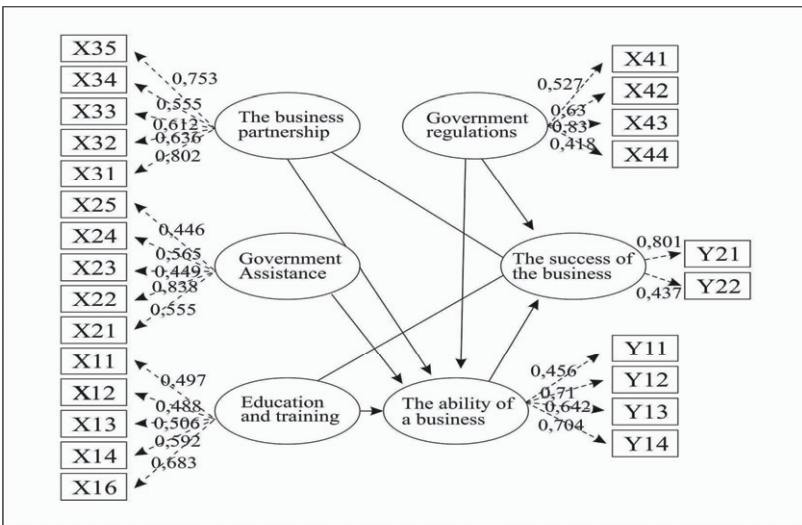 X35
X34
X33
X32
X31
0,753
0,555
0,612
0,636
0,802
The business
partnership
Government
regulations
0,527
0,63
0,83
0,418
X41
X42
X43
X44
X25
X24
X23
X22
X21
0,446
0,565
0,449
0,838
0,555
Government
Assistance
The success of
the business
0,801
0,437
Y21
Y22
X11
X12
X13
X14
X16
0,497
0,488
0,506
0,592
0,683
Education
and training
The ability of
a business
0,456
0,71
0,642
0,704
Y11
Y12
Y13
Y14